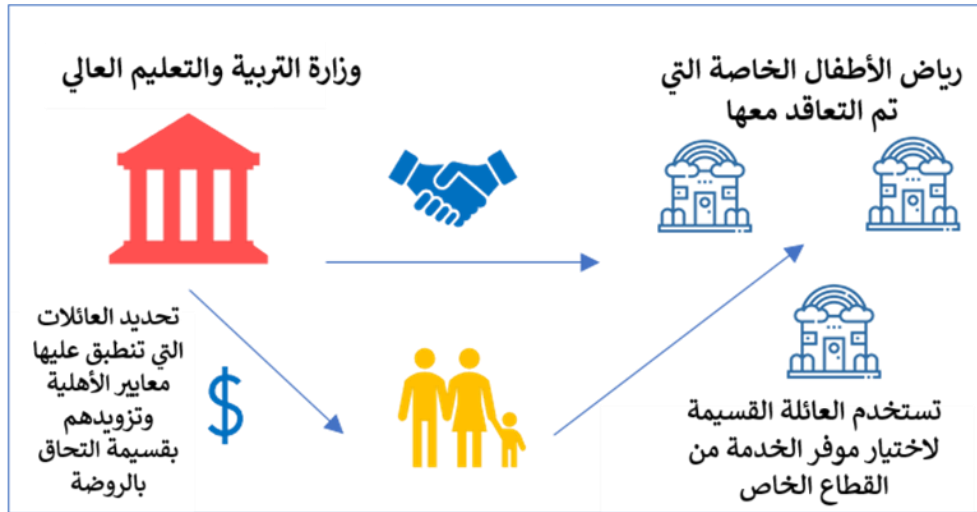 وزارة التربية والتعليم العالي
رياض الأطفال الخاصة التي
تم التعاقد معها
تحديد العائلات
التي تنطبق عليها
معايير الأهلية
وتزويدهم
بقسيمة التحاق
بالروضة
$
تستخدم العائلة القسيمة
لاختيار موفر الخدمة من
القطاع الخاص